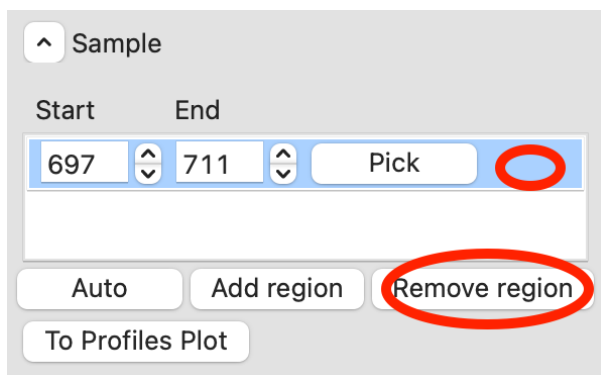 Sample
Start End
697 711 Pick
Auto Add region Remove region
To Profiles Plot